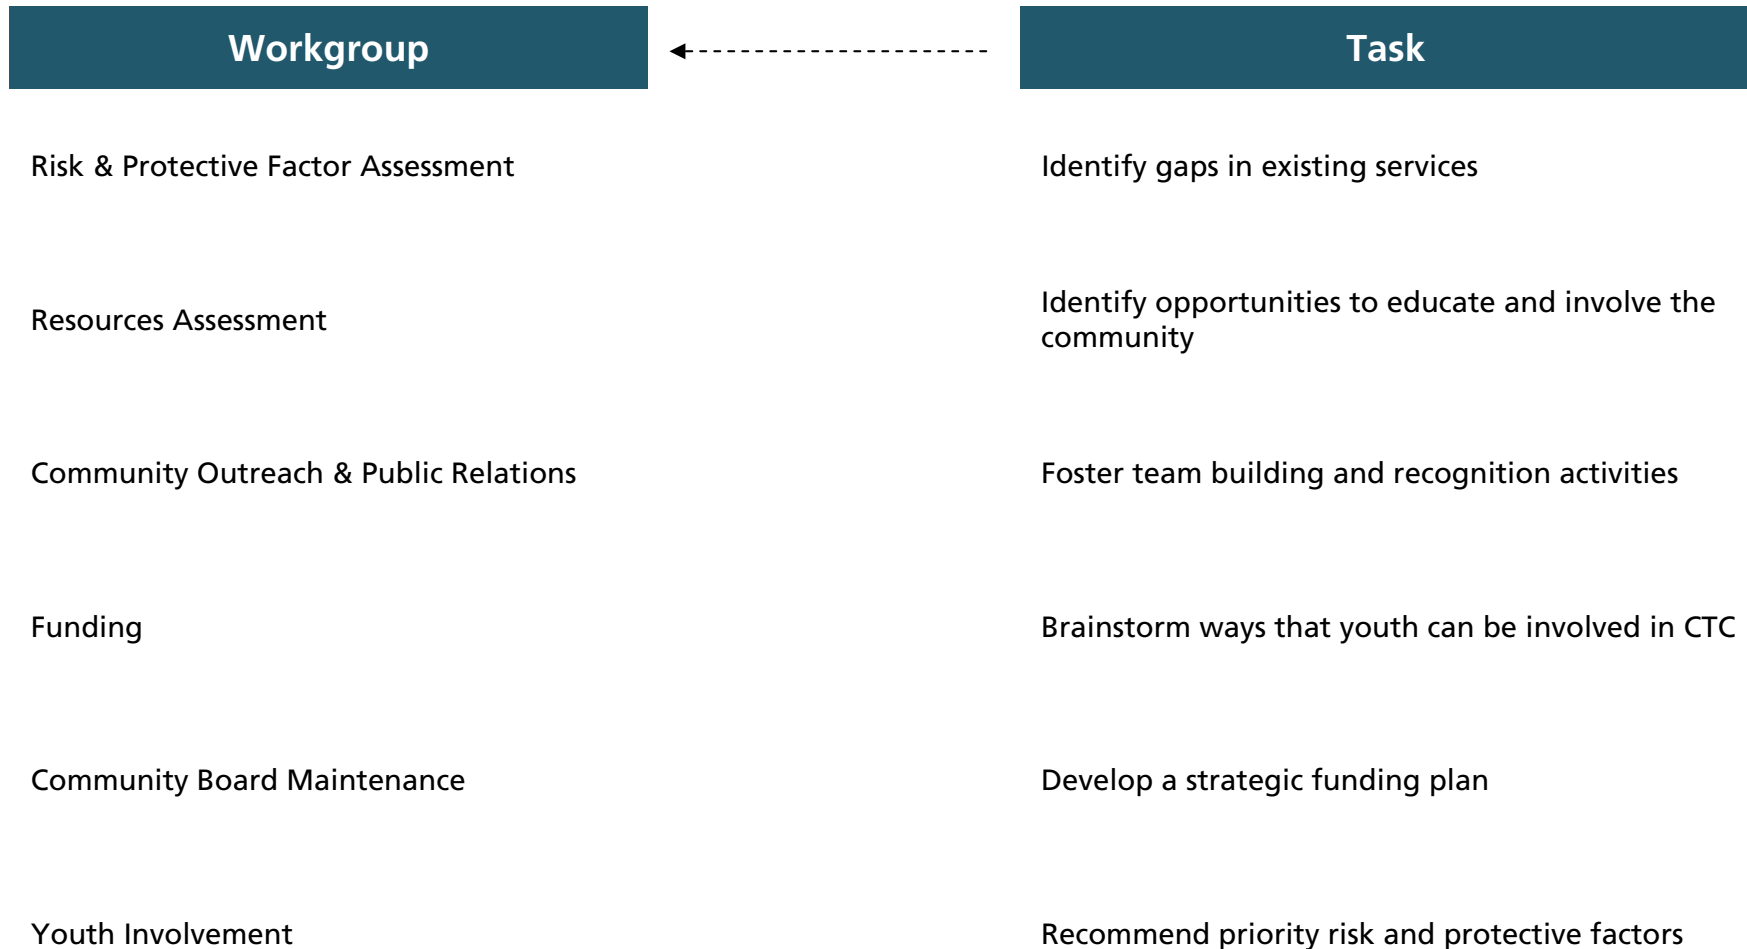 Workgroup
Task
Risk & Protective Factor Assessment
Identify gaps in existing services
Resources Assessment
Identify opportunities to educate and involve the
community
Community Outreach & Public Relations
Foster team building and recognition activities
Funding
Brainstorm ways that youth can be involved in CTC
Community Board Maintenance
Develop a strategic funding plan
Youth Involvement
Recommend priority risk and protective factors